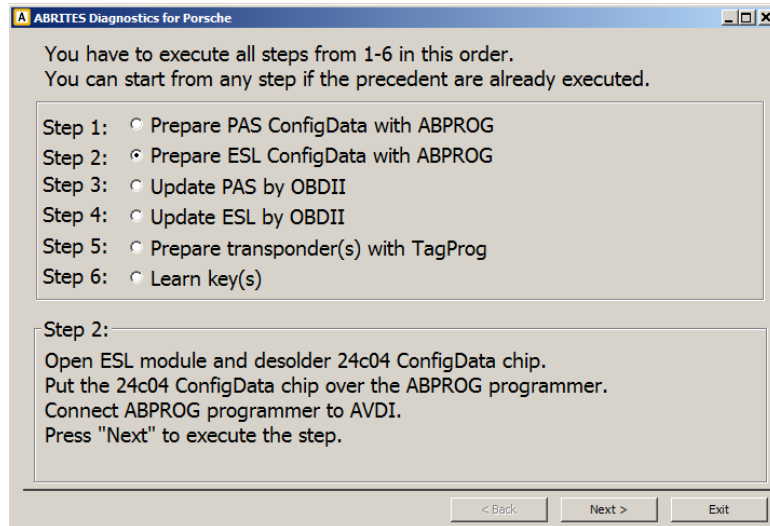 A ABRITES Diagnostics for Porsche
You have to execute all steps from 1-6 in this order.
You can start from any step if the precedent are already executed.
Step 1: Prepare PAS ConfigData with ABPROG
Step 2: Prepare ESL ConfigData with ABPROG
Step 3: Update PAS by OBDII
Step 4: Update ESL by OBDII
Step 5: Prepare transponder(s) with TagProg
Step 6: Learn key(s)
Step 2:
Open ESL module and desolder 24c04 ConfigData chip.
Put the 24c04 ConfigData chip over the ABPROG programmer.
Connect ABPROG programmer to AVDI.
Press "Next" to execute the step.
< Back Next > Exit